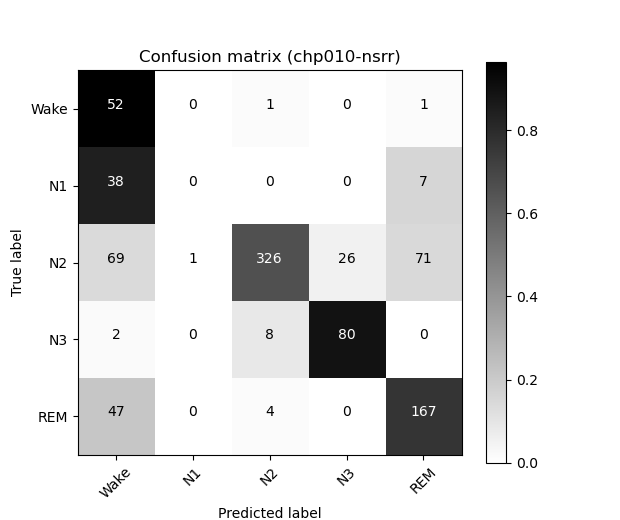 Confusion matrix (chp010-nsrr)
True label
Wake 52 0 1 0 1
N1 38 0 0 0 7
N2 69 1 326 26 71
N3 2 0 8 80 0
REM 47 0 4 0 167
Wake N1 N2 N3 REM
Predicted label
0.8
0.6
0.4
0.2
0.0